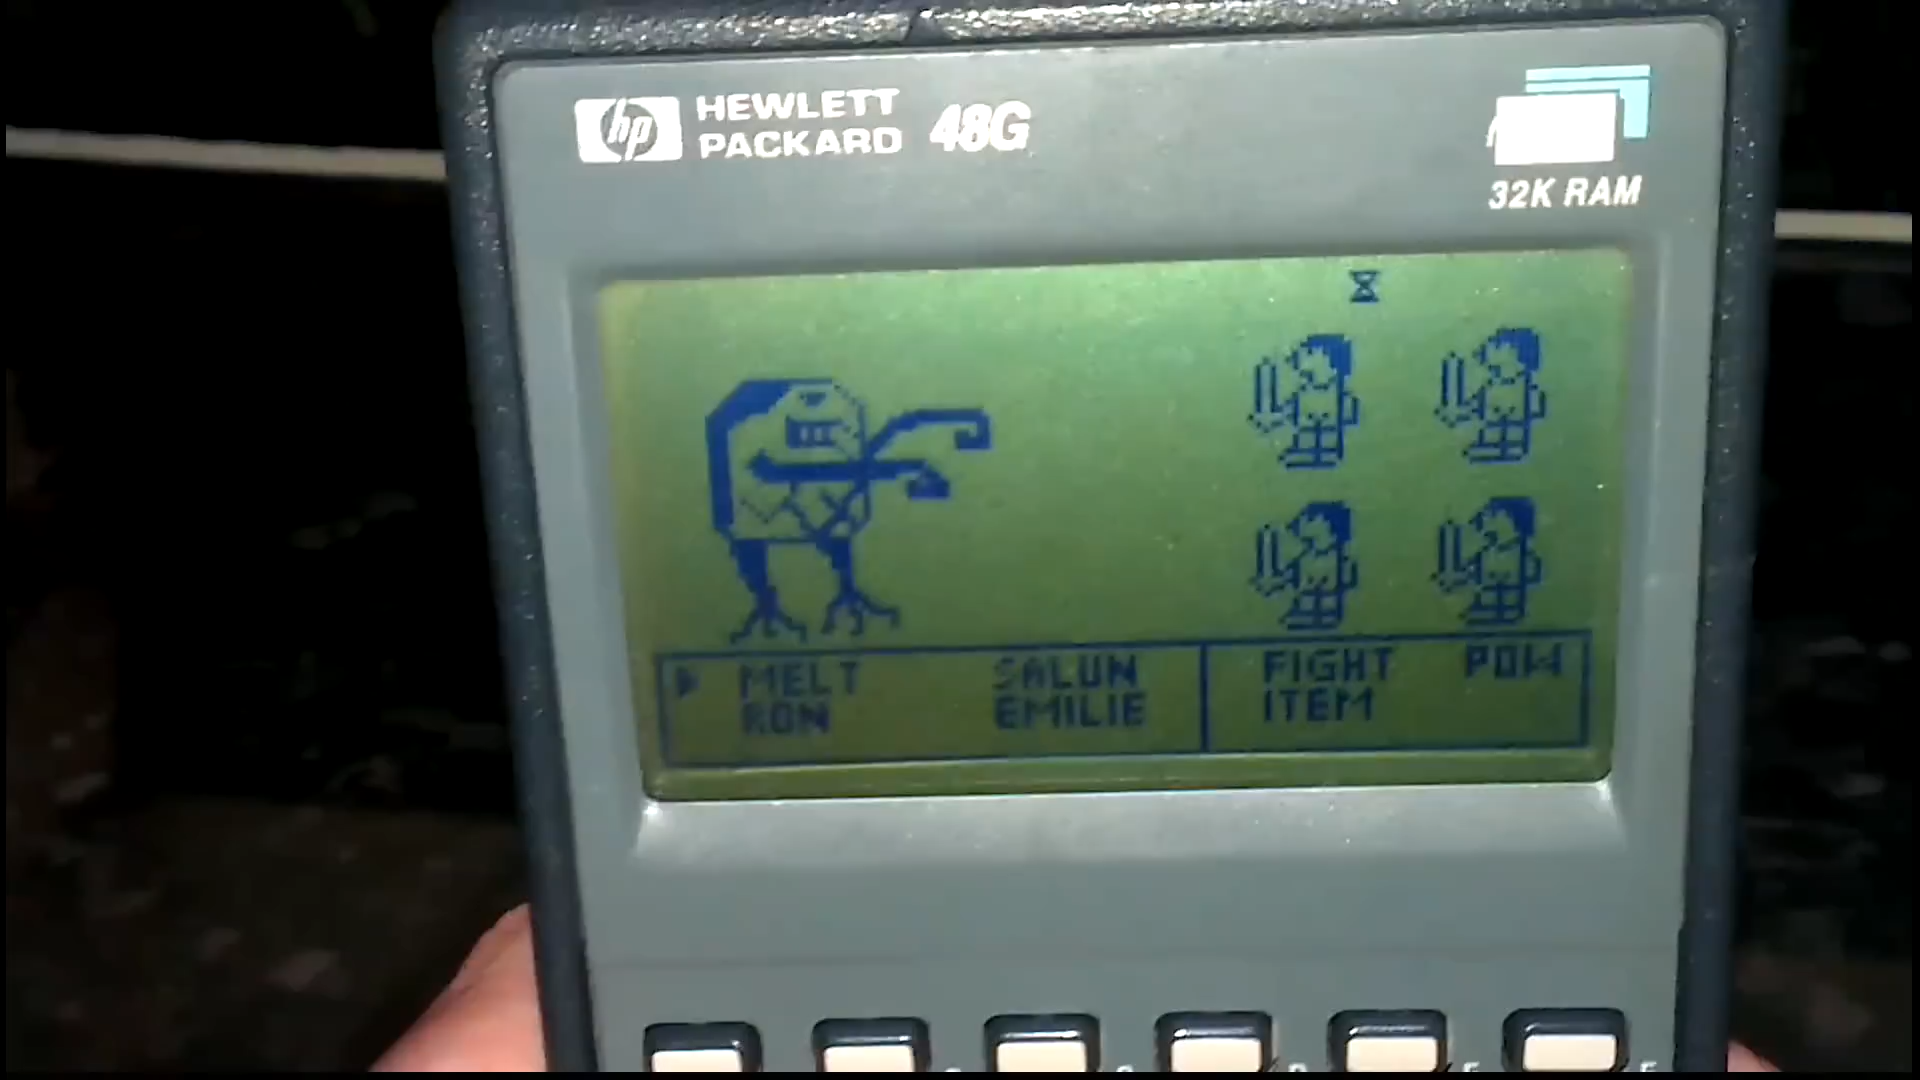 hp HEWLETT PACKARD 48G
32K RAM
MELT SALUN FIGHT POW
RON EMILIE ITEM